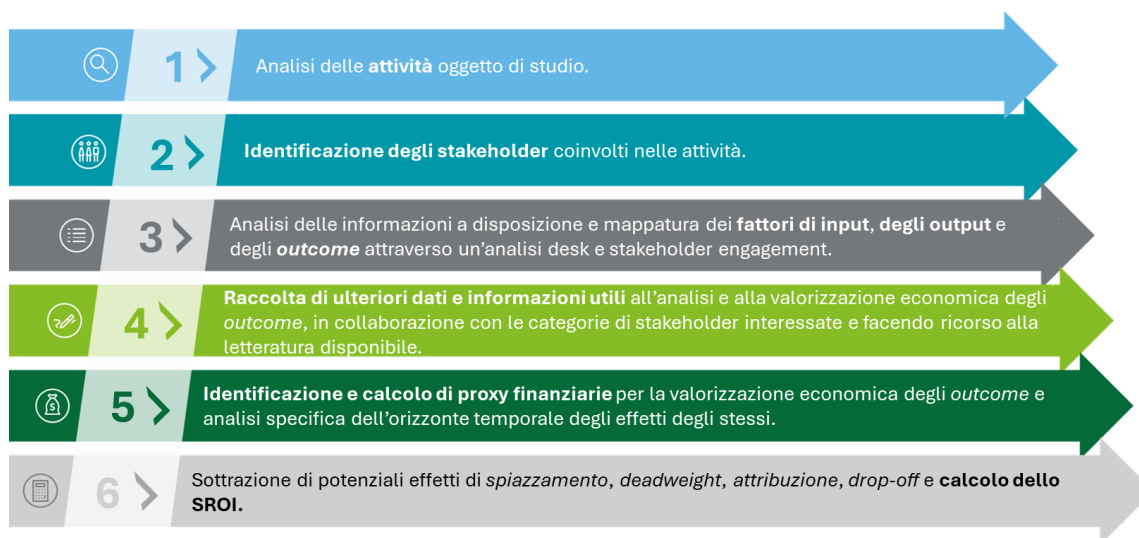 1
Analisi delle attività oggetto di studio.
2
Identificazione degli stakeholder coinvolti nelle attività.
3
Analisi delle informazioni a disposizione e mappatura dei fattori di input, degli output e
degli outcome attraverso un'analisi desk e stakeholder engagement.
4
Raccolta di ulteriori dati e informazioni utili all'analisi e alla valorizzazione economica degli
outcome, in collaborazione con le categorie di stakeholder interessate e facendo ricorso alla
letteratura disponibile.
5
Identificazione e calcolo di proxy finanziarie per la valorizzazione economica degli outcome e
analisi specifica dell'orizzonte temporale degli effetti degli stessi.
6
Sottrazione di potenziali effetti di spiazzamento, deadweight, attribuzione, drop-off e calcolo dello
SROI.